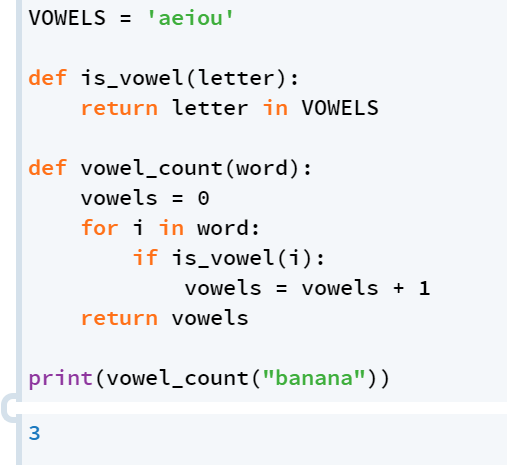 VOWELS = 'aeiou'

def is_vowel(letter):
    return letter in VOWELS

def vowel_count(word):
    vowels = 0
    for i in word:
        if is_vowel(i):
            vowels = vowels + 1
    return vowels

print(vowel_count("banana"))
3